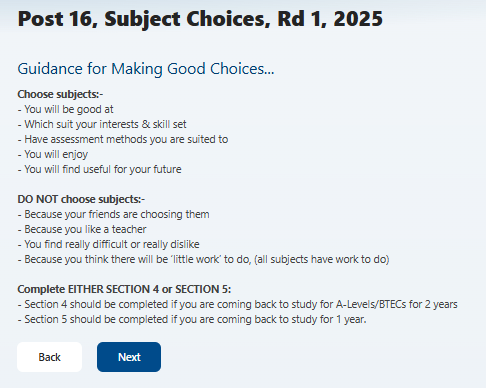 Post 16, Subject Choices, Rd 1, 2025
Guidance for Making Good Choices...
Choose subjects:-
- You will be good at
- Which suit your interests & skill set
- Have assessment methods you are suited to
- You will enjoy
- You will find useful for your future
DO NOT choose subjects:-
- Because your friends are choosing them
- Because you like a teacher
- You find really difficult or really dislike
- Because you think there will be ‘little work’ to do, (all subjects have work to do)
Complete EITHER SECTION 4 or SECTION 5:
- Section 4 should be completed if you are coming back to study for A-Levels/BTECs for 2 years
- Section 5 should be completed if you are coming back to study for 1 year.
Back
Next